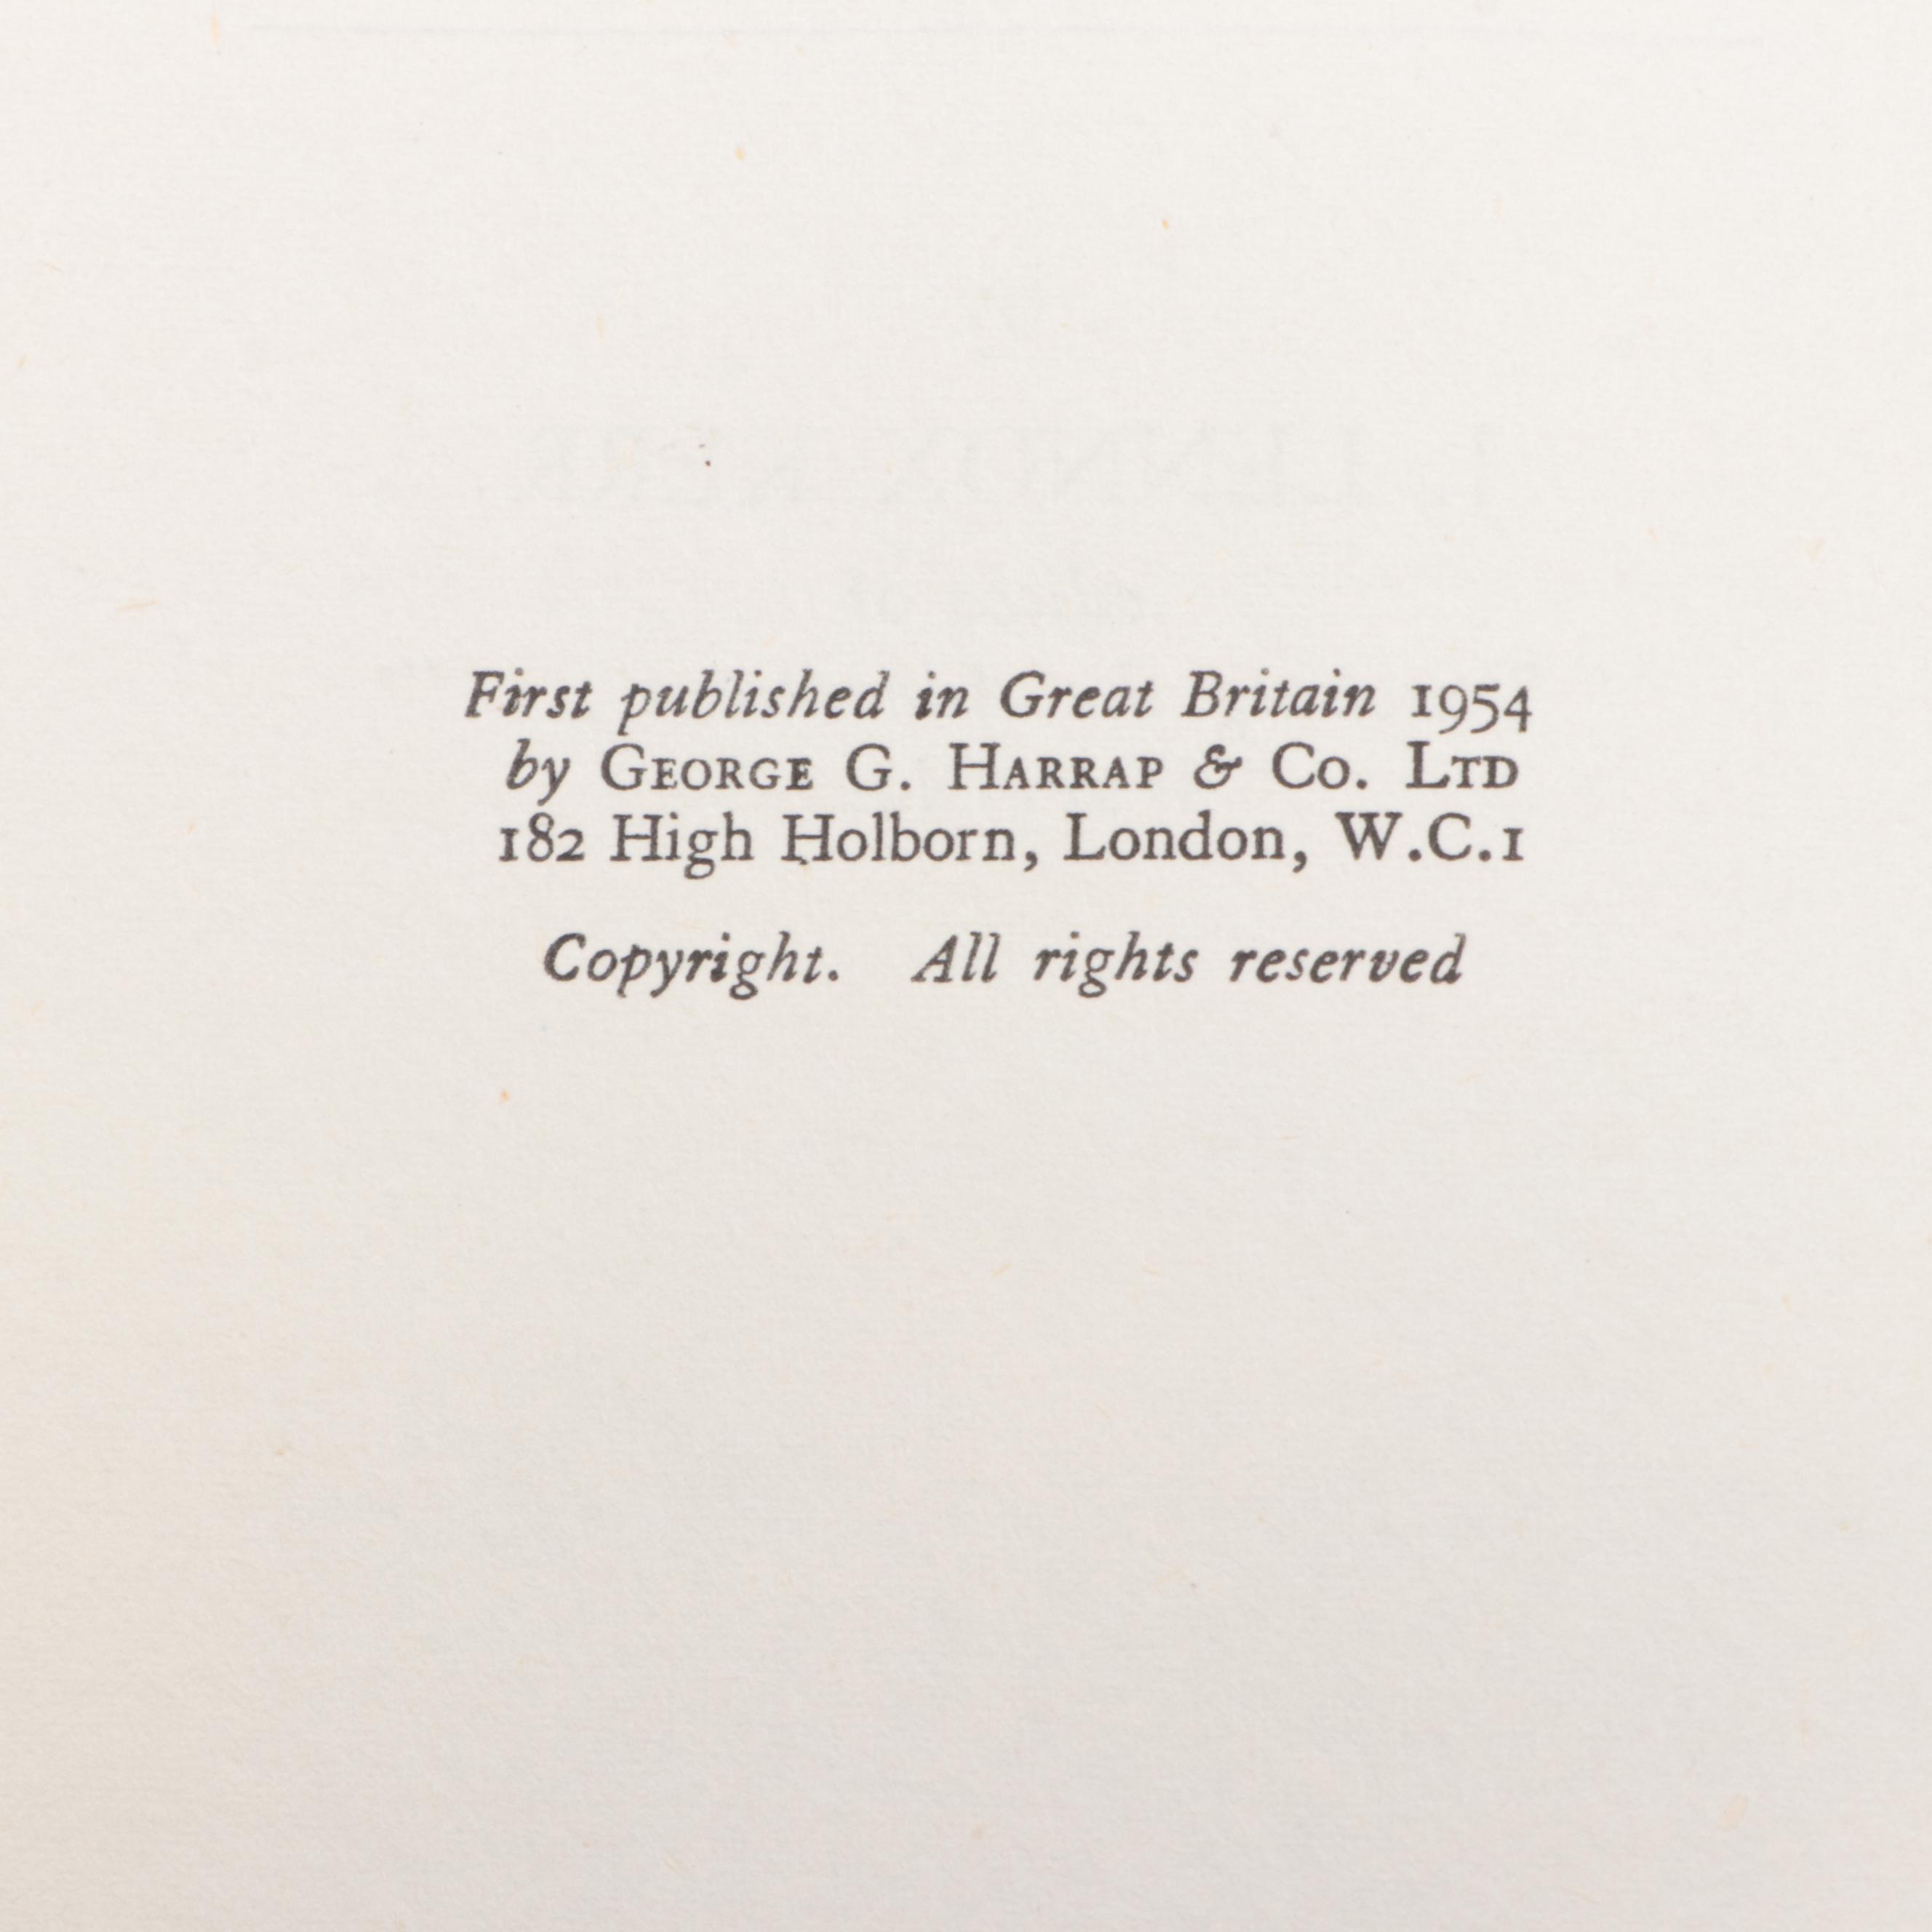 First published in Great Britain 1954
by GEORGE G. HARRAP & CO. LTD
182 High Holborn, London, W.C.1
Copyright. All rights reserved